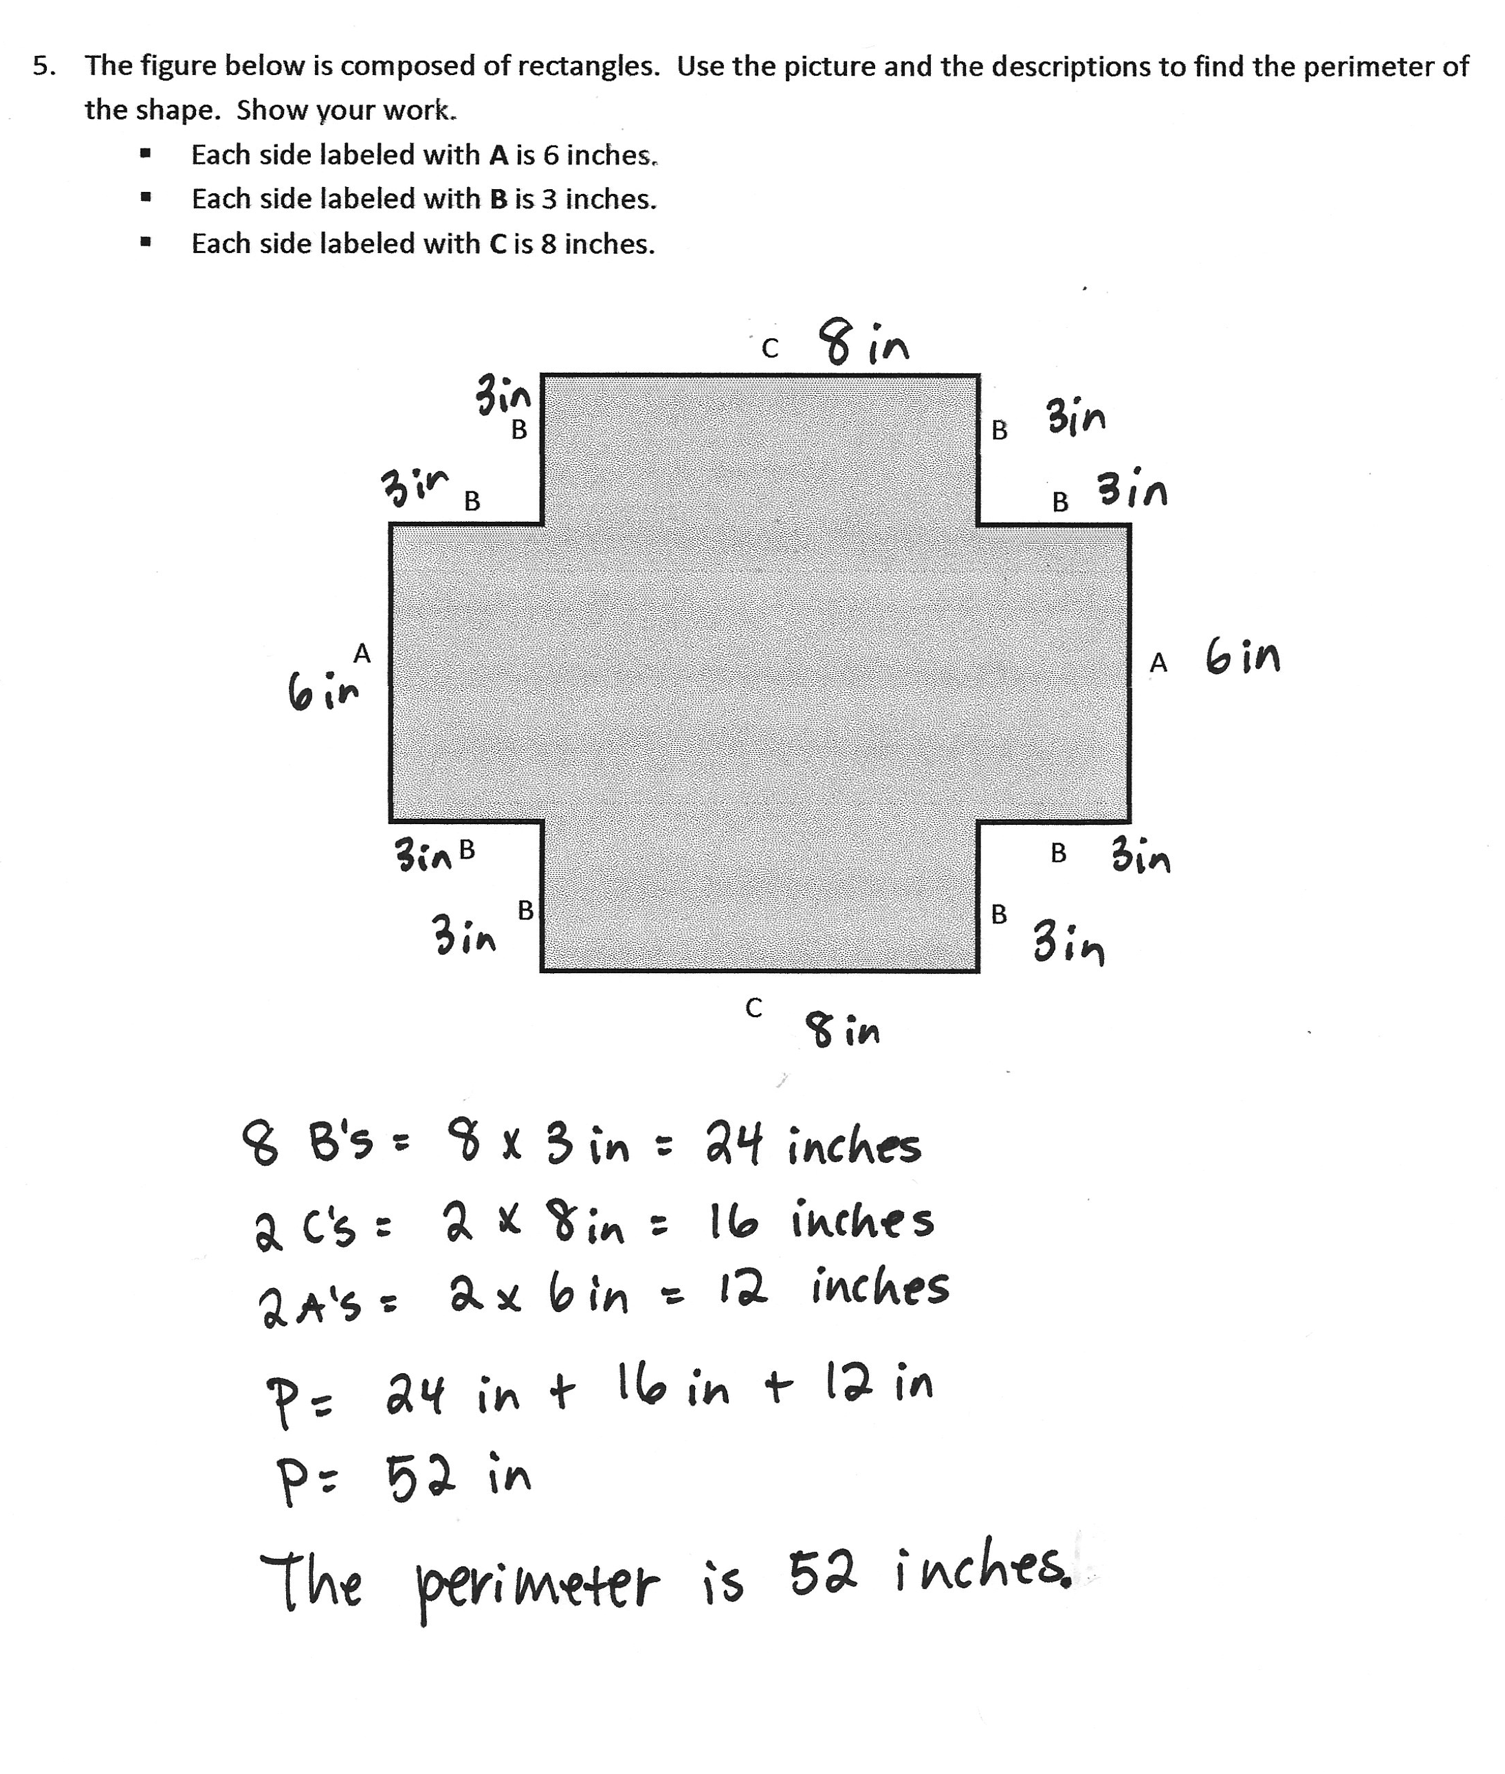 5. The figure below is composed of rectangles. Use the picture and the descriptions to find the perimeter of
the shape. Show your work.
▪ Each side labeled with A is 6 inches.
▪ Each side labeled with B is 3 inches.
▪ Each side labeled with C is 8 inches.
C 8 in
3in
B
B 3in
3in B
B 3in
A
6 in
A 6 in
3in B
B 3in
B
3in
B
3in
C
8 in
8 B's = 8 x 3 in = 24 inches
2 C's = 2 x 8 in = 16 inches
2 A's = 2 x 6 in = 12 inches
P = 24 in + 16 in + 12 in
P = 52 in
The perimeter is 52 inches.